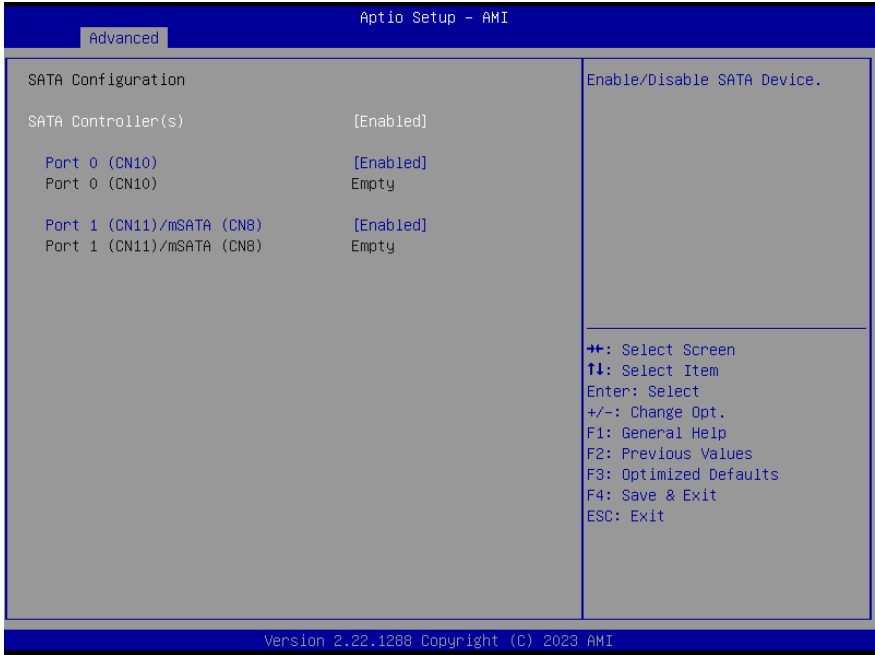 Aptio Setup – AMI
Advanced
SATA Configuration
SATA Controller(s) [Enabled]
Port 0 (CN10) [Enabled]
Port 0 (CN10) Empty
Port 1 (CN11)/mSATA (CN8) [Enabled]
Port 1 (CN11)/mSATA (CN8) Empty
Enable/Disable SATA Device.
→←: Select Screen
↑↓: Select Item
Enter: Select
+/-: Change Opt.
F1: General Help
F2: Previous Values
F3: Optimized Defaults
F4: Save & Exit
ESC: Exit
Version 2.22.1288 Copyright (C) 2023 AMI